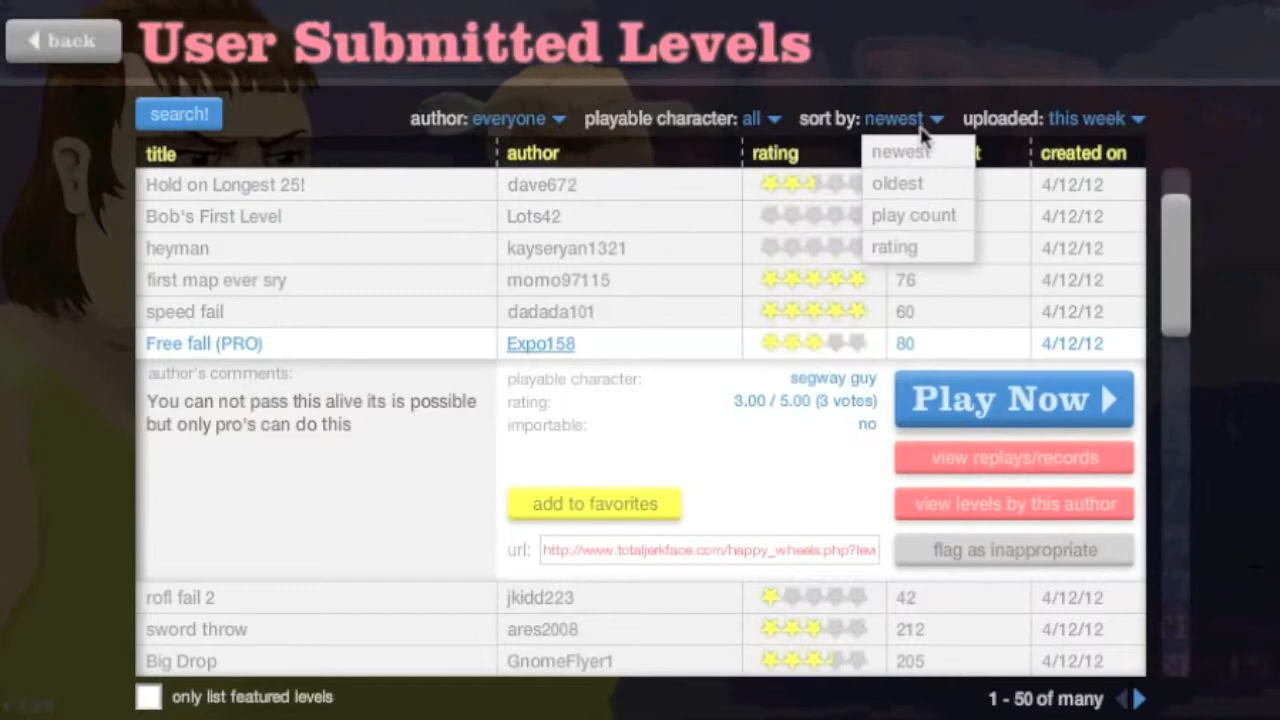 back
User Submitted Levels
search!
author: everyone playable character: all sort by: newest uploaded: this week
title author rating t created on
newest
oldest
play count
rating
Hold on Longest 25! dave672 4/12/12
Bob's First Level Lots42 4/12/12
heyman kayseryan1321 4/12/12
first map ever sry momo97115 76 4/12/12
speed fail dadada101 60 4/12/12
Free fall (PRO) Expo158 80 4/12/12
author's comments:
You can not pass this alive its is possible
but only pro's can do this
playable character: segway guy
rating: 3.00 / 5.00 (3 votes)
importable: no
add to favorites
url: http://www.totaljerkface.com/happy_wheels.php?lev
Play Now
view replays/records
view levels by this author
flag as inappropriate
rofl fail 2 jkidd223 42 4/12/12
sword throw ares2008 212 4/12/12
Big Drop GnomeFlyer1 205 4/12/12
only list featured levels
1 - 50 of many